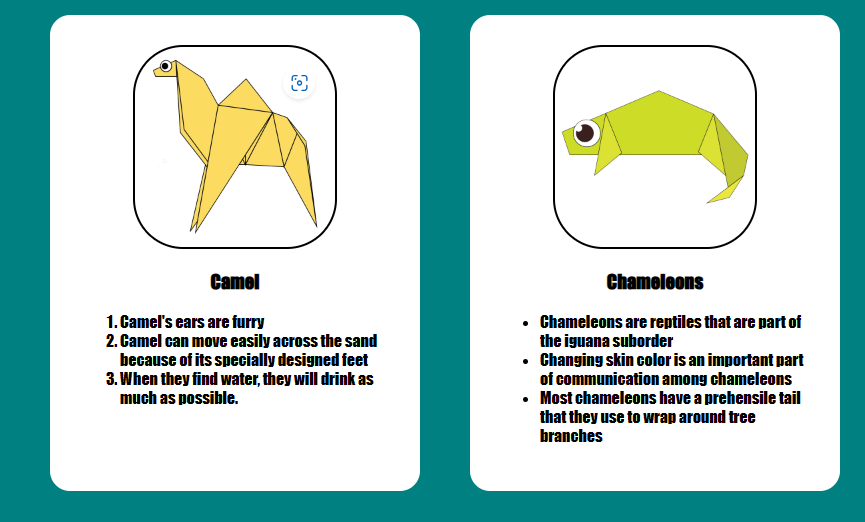 Camel
1. Camel's ears are furry
2. Camel can move easily across the sand
because of its specially designed feet
3. When they find water, they will drink as
much as possible.
Chameleons
• Chameleons are reptiles that are part of
the iguana suborder
• Changing skin color is an important part
of communication among chameleons
• Most chameleons have a prehensile tail
that they use to wrap around tree
branches